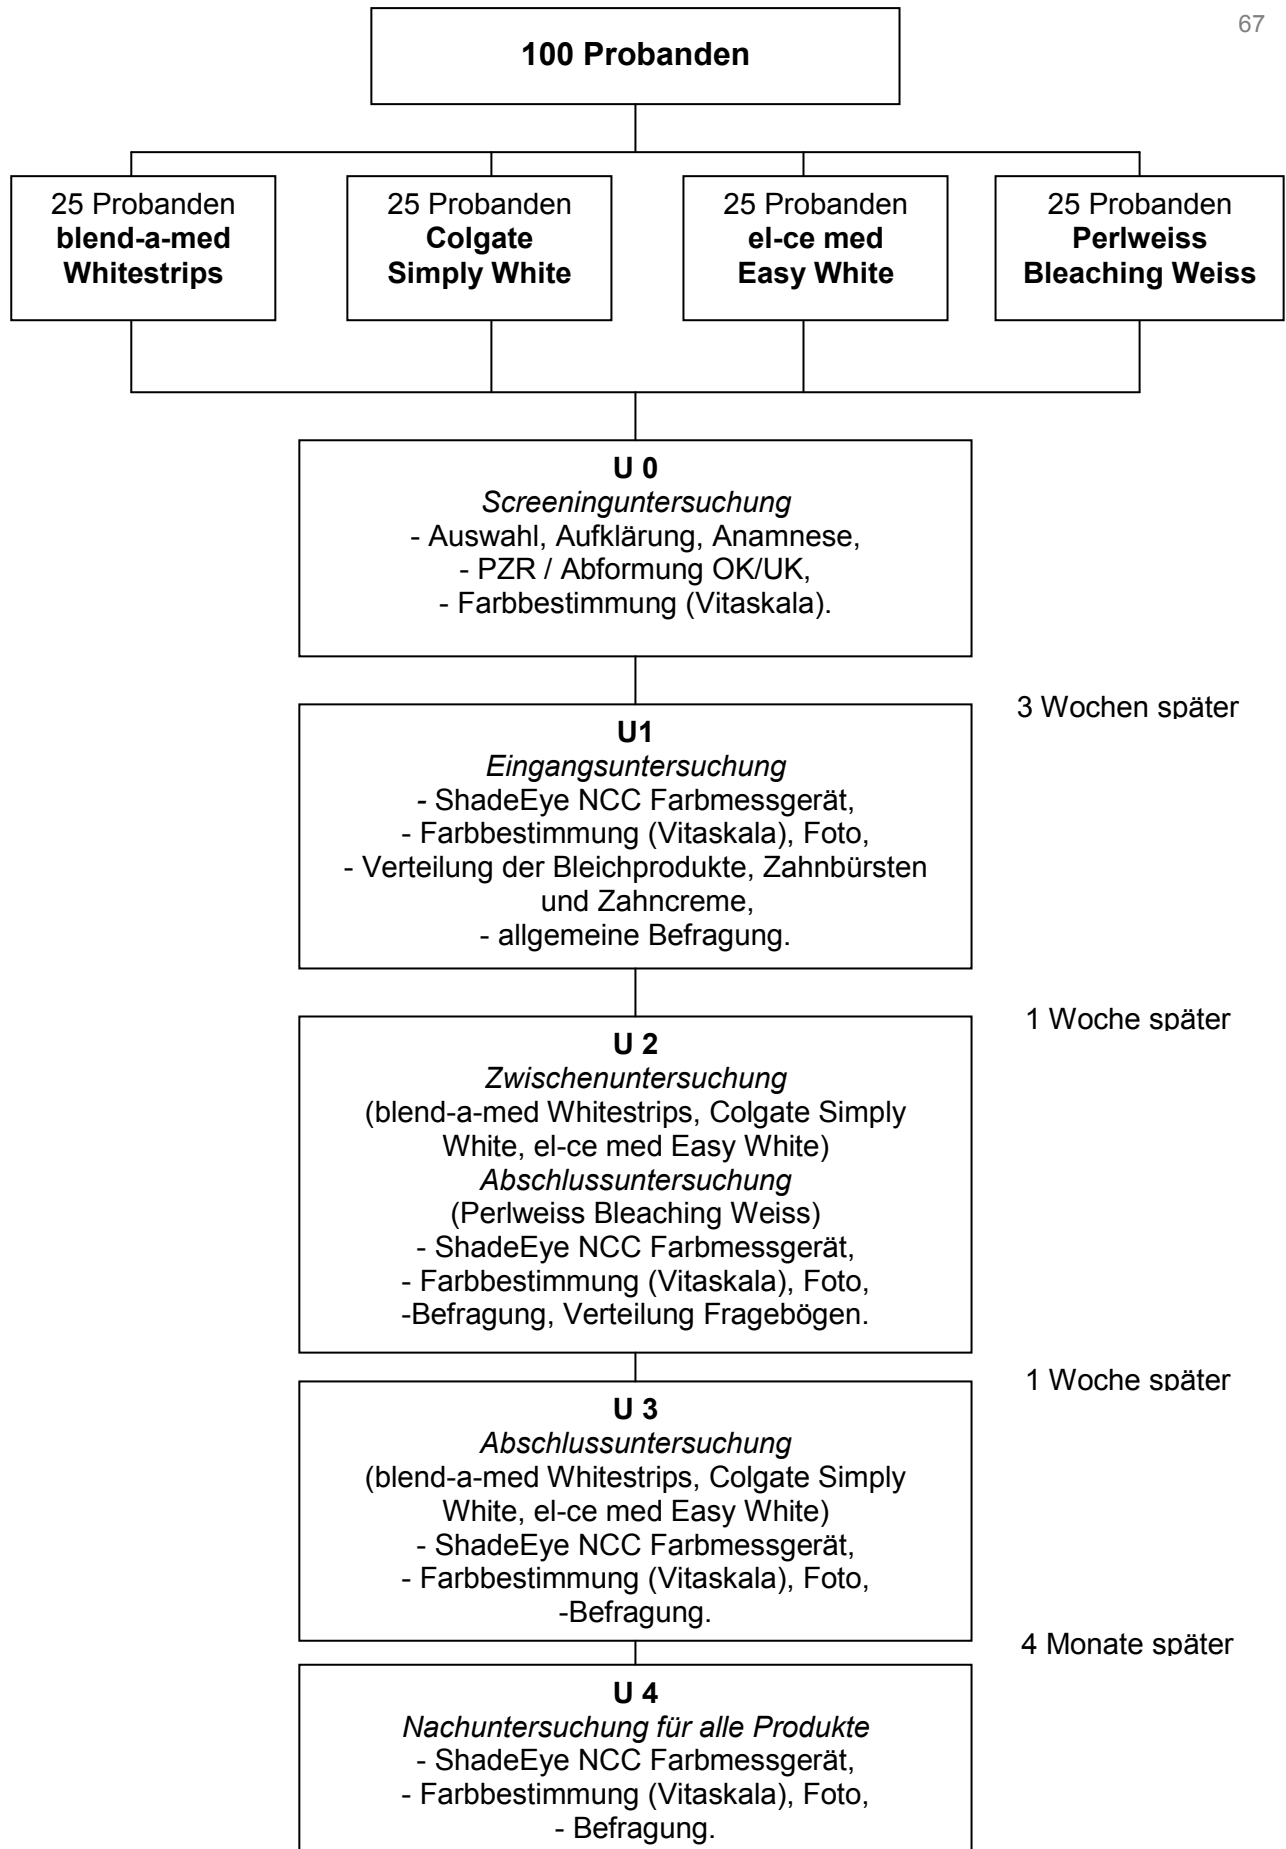 67
100 Probanden
25 Probanden
blend-a-med
Whitestrips
25 Probanden
Colgate
Simply White
25 Probanden
el-ce med
Easy White
25 Probanden
Perlweiss
Bleaching Weiss
U 0
Screeninguntersuchung
- Auswahl, Aufklärung, Anamnese,
- PZR / Abformung OK/UK,
- Farbbestimmung (Vitaskala).
3 Wochen später
U1
Eingangsuntersuchung
- ShadeEye NCC Farbmessgerät,
- Farbbestimmung (Vitaskala), Foto,
- Verteilung der Bleichprodukte, Zahnbürsten
und Zahncreme,
- allgemeine Befragung.
1 Woche später
U 2
Zwischenuntersuchung
(blend-a-med Whitestrips, Colgate Simply
White, el-ce med Easy White)
Abschlussuntersuchung
(Perlweiss Bleaching Weiss)
- ShadeEye NCC Farbmessgerät,
- Farbbestimmung (Vitaskala), Foto,
-Befragung, Verteilung Fragebögen.
1 Woche später
U 3
Abschlussuntersuchung
(blend-a-med Whitestrips, Colgate Simply
White, el-ce med Easy White)
- ShadeEye NCC Farbmessgerät,
- Farbbestimmung (Vitaskala), Foto,
-Befragung.
4 Monate später
U 4
Nachuntersuchung für alle Produkte
- ShadeEye NCC Farbmessgerät,
- Farbbestimmung (Vitaskala), Foto,
- Befragung.